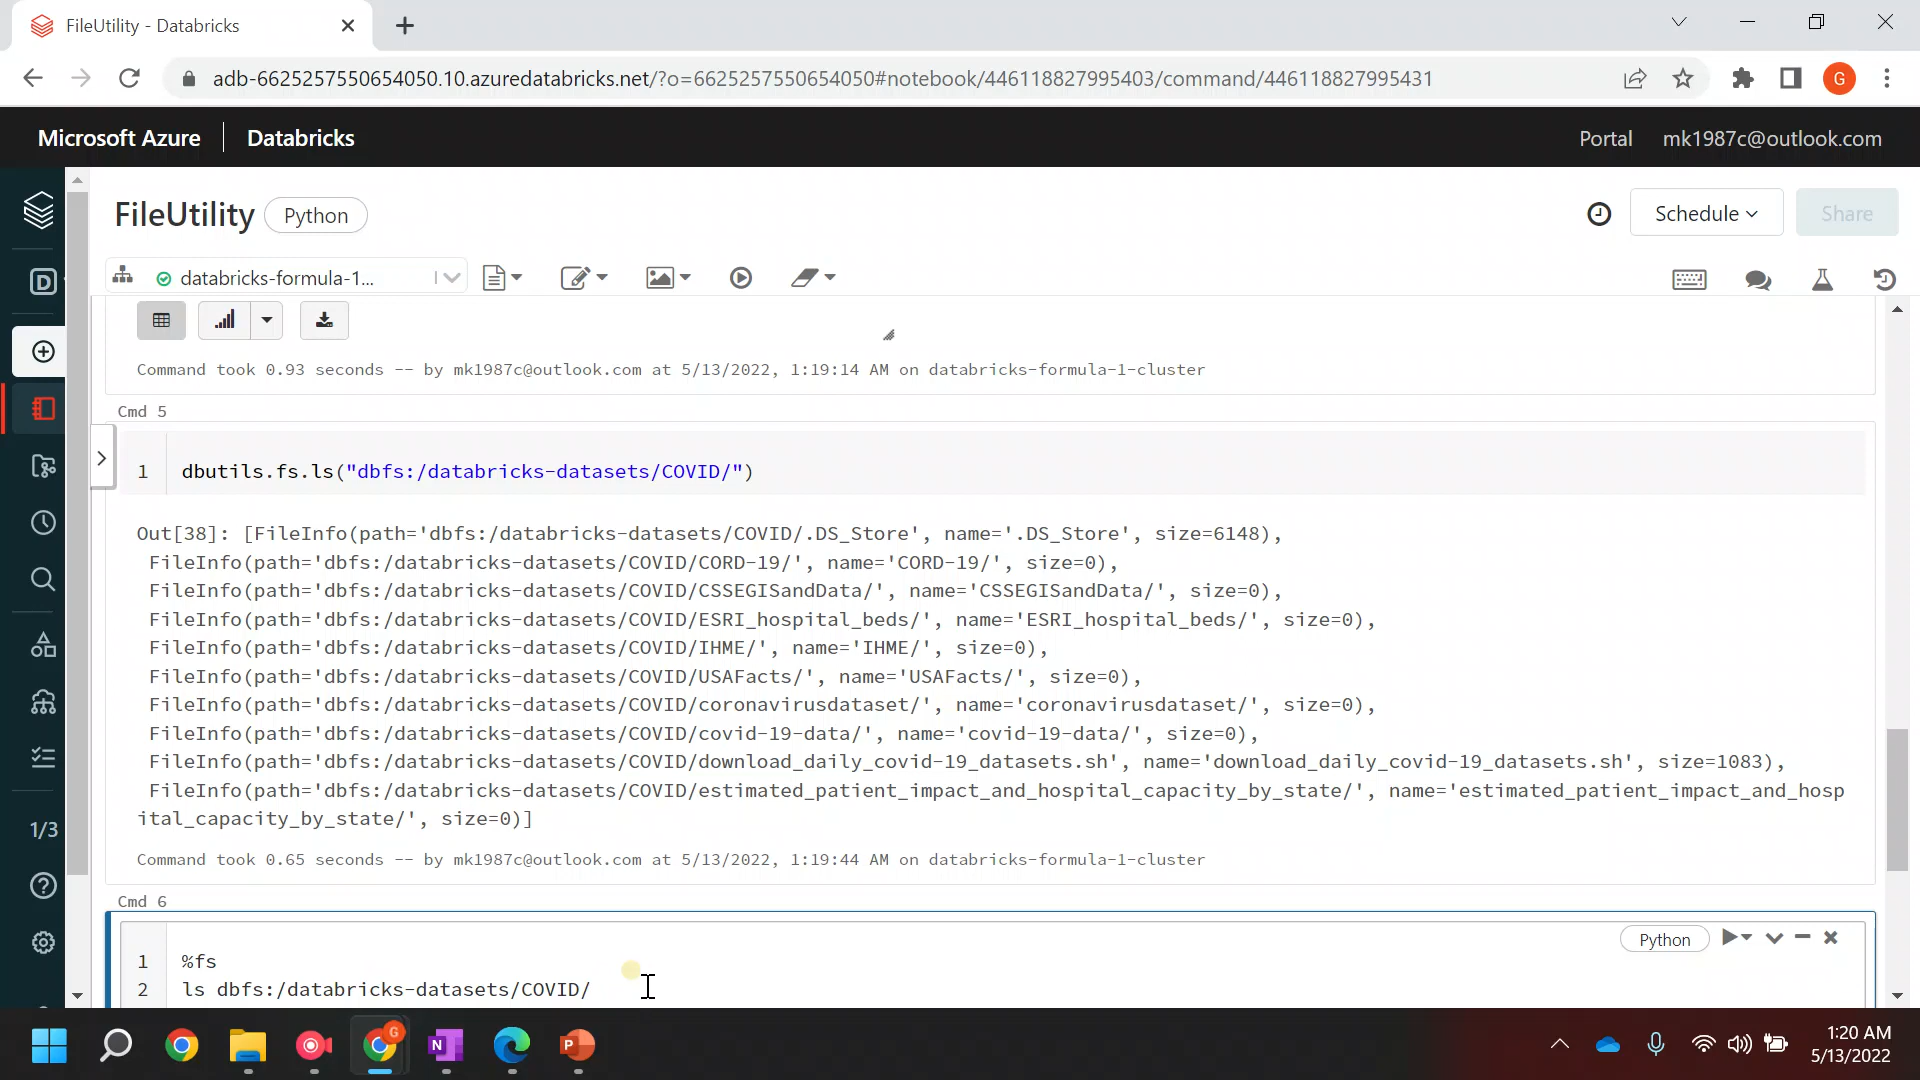 FileUtility - Databricks
adb-6625257550654050.10.azuredatabricks.net/?o=6625257550654050#notebook/446118827995403/command/446118827995431
G
Microsoft Azure
Databricks
Portal
mk1987c@outlook.com
D
FileUtility
Python
Schedule
Share
databricks-formula-1...
Command took 0.93 seconds -- by mk1987c@outlook.com at 5/13/2022, 1:19:14 AM on databricks-formula-1-cluster
Cmd 5
1 dbutils.fs.ls("dbfs:/databricks-datasets/COVID/")
Out[38]: [FileInfo(path='dbfs:/databricks-datasets/COVID/.DS_Store', name='.DS_Store', size=6148),
FileInfo(path='dbfs:/databricks-datasets/COVID/CORD-19/', name='CORD-19/', size=0),
FileInfo(path='dbfs:/databricks-datasets/COVID/CSSEGISandData/', name='CSSEGISandData/', size=0),
FileInfo(path='dbfs:/databricks-datasets/COVID/ESRI_hospital_beds/', name='ESRI_hospital_beds/', size=0),
FileInfo(path='dbfs:/databricks-datasets/COVID/IHME/', name='IHME/', size=0),
FileInfo(path='dbfs:/databricks-datasets/COVID/USAFacts/', name='USAFacts/', size=0),
FileInfo(path='dbfs:/databricks-datasets/COVID/coronavirusdataset/', name='coronavirusdataset/', size=0),
FileInfo(path='dbfs:/databricks-datasets/COVID/covid-19-data/', name='covid-19-data/', size=0),
FileInfo(path='dbfs:/databricks-datasets/COVID/download_daily_covid-19_datasets.sh', name='download_daily_covid-19_datasets.sh', size=1083),
FileInfo(path='dbfs:/databricks-datasets/COVID/estimated_patient_impact_and_hospital_capacity_by_state/', name='estimated_patient_impact_and_hosp
ital_capacity_by_state/', size=0)]
Command took 0.65 seconds -- by mk1987c@outlook.com at 5/13/2022, 1:19:44 AM on databricks-formula-1-cluster
1/3
Cmd 6
Python
1 %fs
2 ls dbfs:/databricks-datasets/COVID/
G
N
P
1:20 AM
5/13/2022